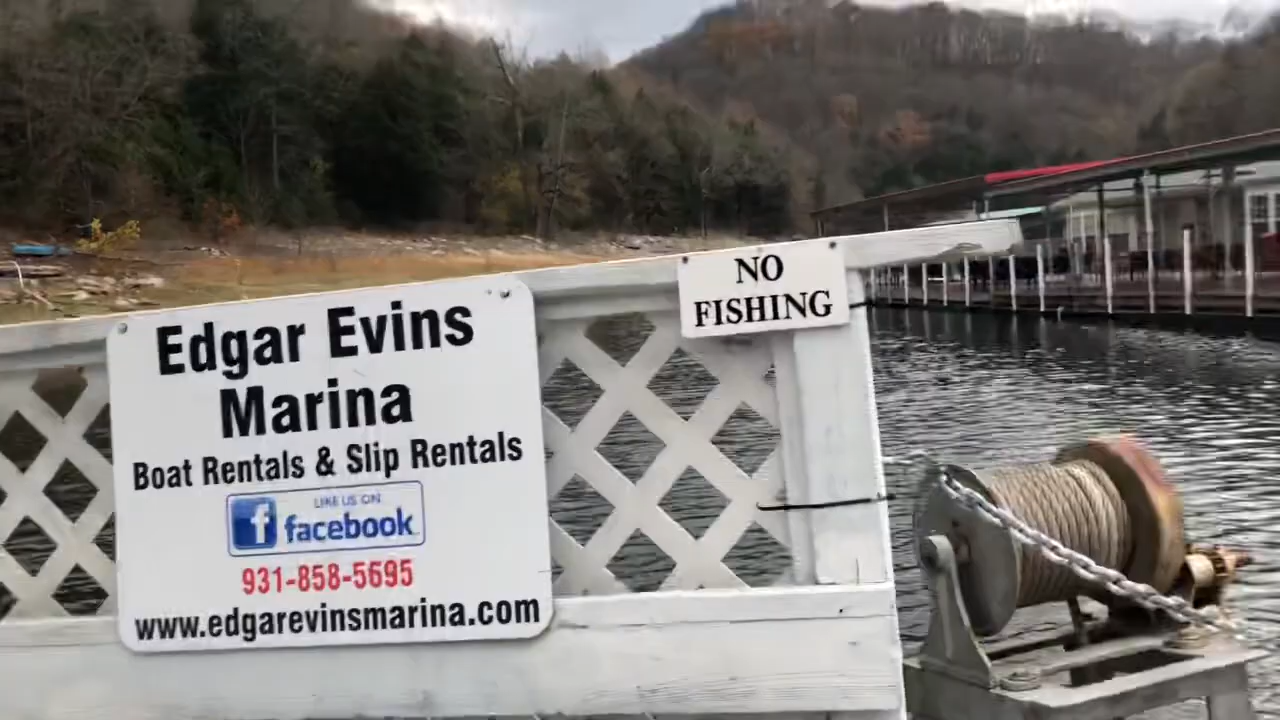 Edgar Evins
Marina
Boat Rentals & Slip Rentals
LIKE US ON
f facebook
931-858-5695
www.edgarevinsmarina.com
NO
FISHING